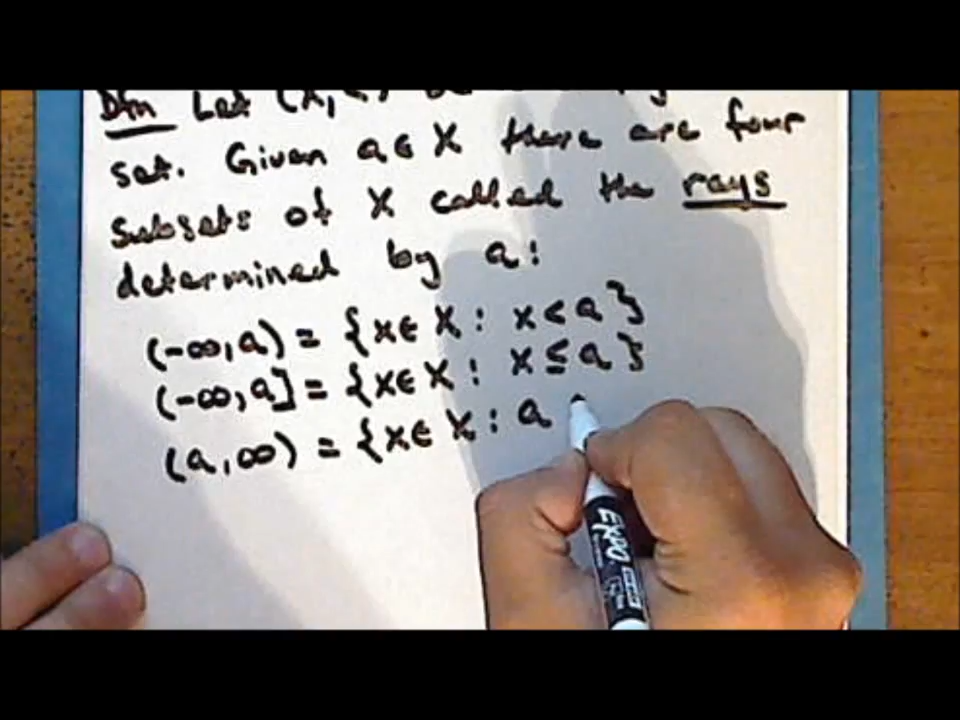 Dfn Let (X, <)
set. Given a ∈ X there are four
subsets of X called the rays
determined by a:
(-∞, a) = {x ∈ X : x < a}
(-∞, a] = {x ∈ X : x ≤ a}
(a, ∞) = {x ∈ X : a
EXPO